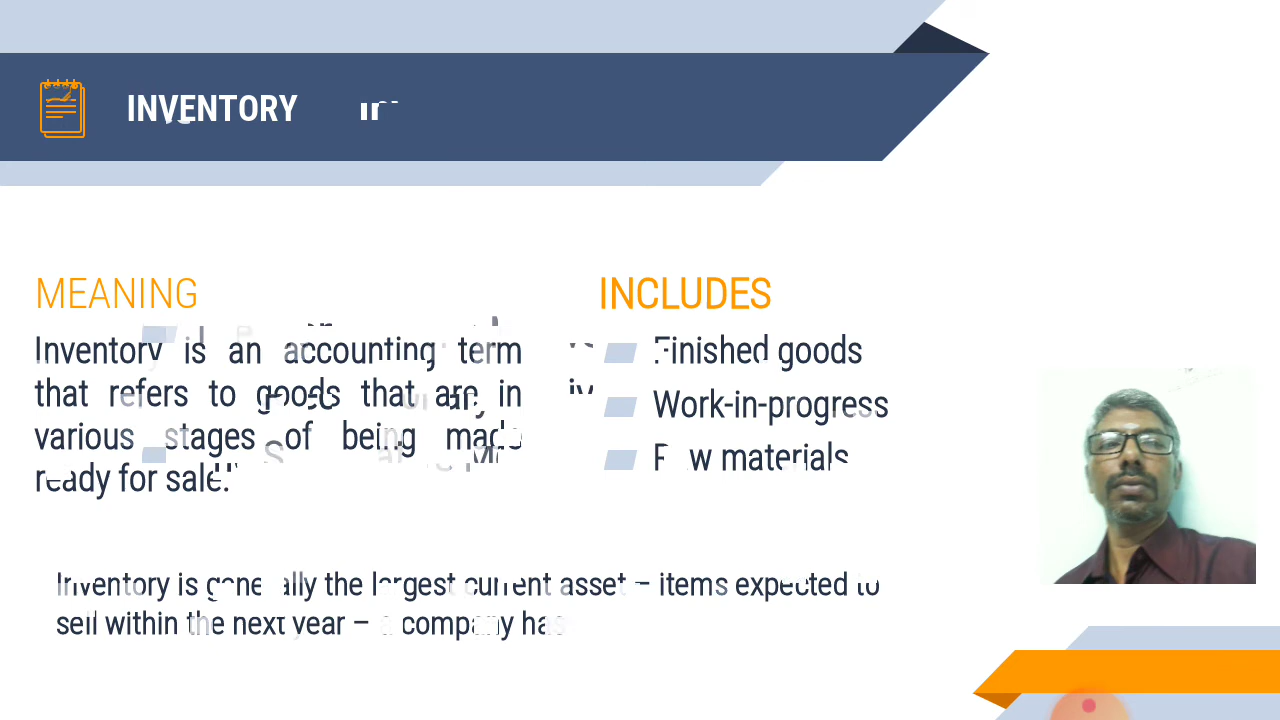 INVENTORY
MEANING
Inventory is an accounting term
that refers to goods that are in
various stages of being made
ready for sale.
INCLUDES
Finished goods
Work-in-progress
Raw materials
Inventory is generally the largest current asset – items expected to
sell within the next year – a company has